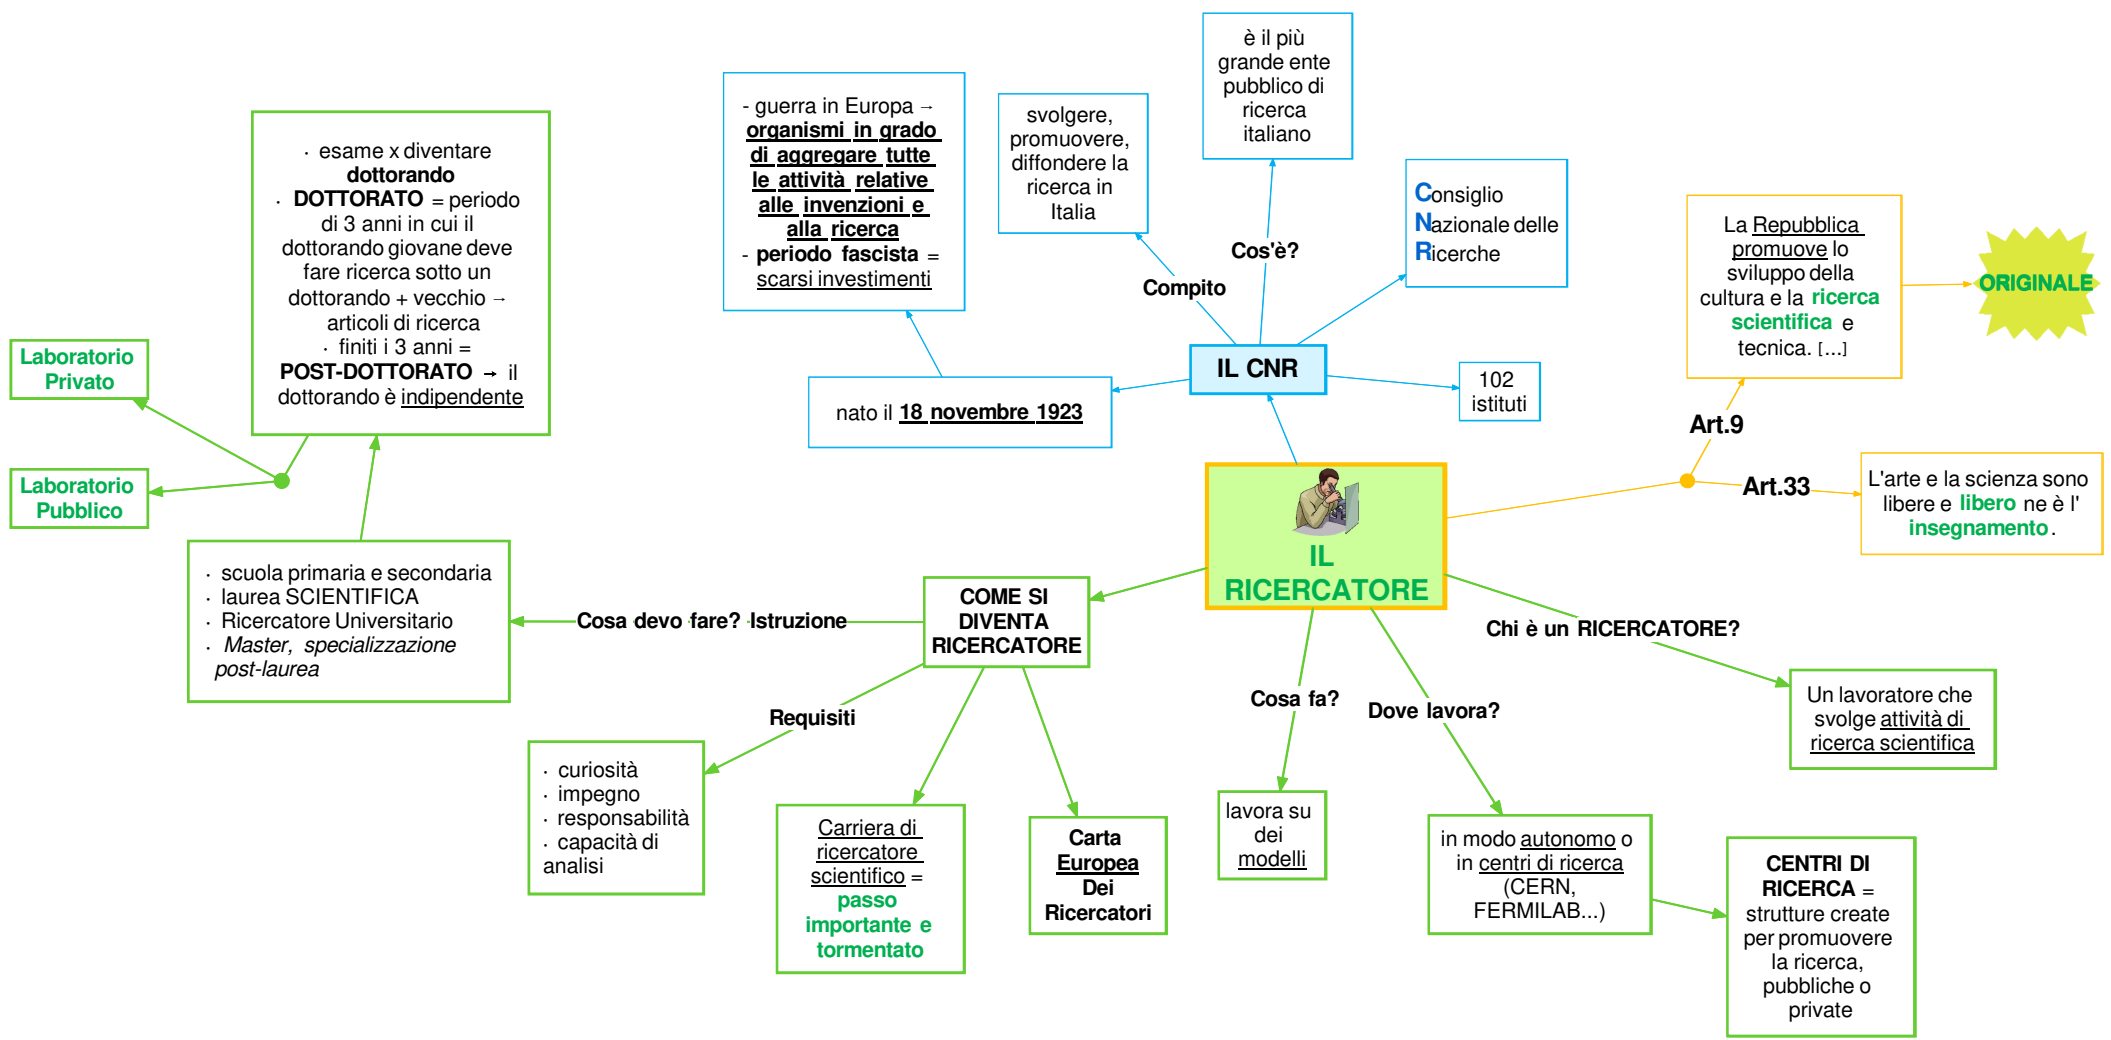 è il più
grande ente
pubblico di
ricerca
italiano
- guerra in Europa →
organismi in grado
di aggregare tutte
le attività relative
alle invenzioni e
alla ricerca
- periodo fascista =
scarsi investimenti
svolgere,
promuovere,
diffondere la
ricerca in
Italia
Consiglio
Nazionale delle
Ricerche
Cos'è?
Compito
IL CNR
102
istituti
nato il 18 novembre 1923
· esame x diventare
dottorando
· DOTTORATO = periodo
di 3 anni in cui il
dottorando giovane deve
fare ricerca sotto un
dottorando + vecchio →
articoli di ricerca
· finiti i 3 anni =
POST-DOTTORATO → il
dottorando è indipendente
Laboratorio
Privato
Laboratorio
Pubblico
La Repubblica
promuove lo
sviluppo della
cultura e la ricerca
scientifica e
tecnica. [...]
ORIGINALE
Art.9
Art.33
L'arte e la scienza sono
libere e libero ne è l'
insegnamento.
IL
RICERCATORE
· scuola primaria e secondaria
· laurea SCIENTIFICA
· Ricercatore Universitario
· Master, specializzazione
post-laurea
Cosa devo fare? Istruzione
COME SI
DIVENTA
RICERCATORE
Chi è un RICERCATORE?
Un lavoratore che
svolge attività di
ricerca scientifica
Requisiti
Cosa fa?
Dove lavora?
· curiosità
· impegno
· responsabilità
· capacità di
analisi
Carriera di
ricercatore
scientifico =
passo
importante e
tormentato
Carta
Europea
Dei
Ricercatori
lavora su
dei
modelli
in modo autonomo o
in centri di ricerca
(CERN,
FERMILAB...)
CENTRI DI
RICERCA =
strutture create
per promuovere
la ricerca,
pubbliche o
private